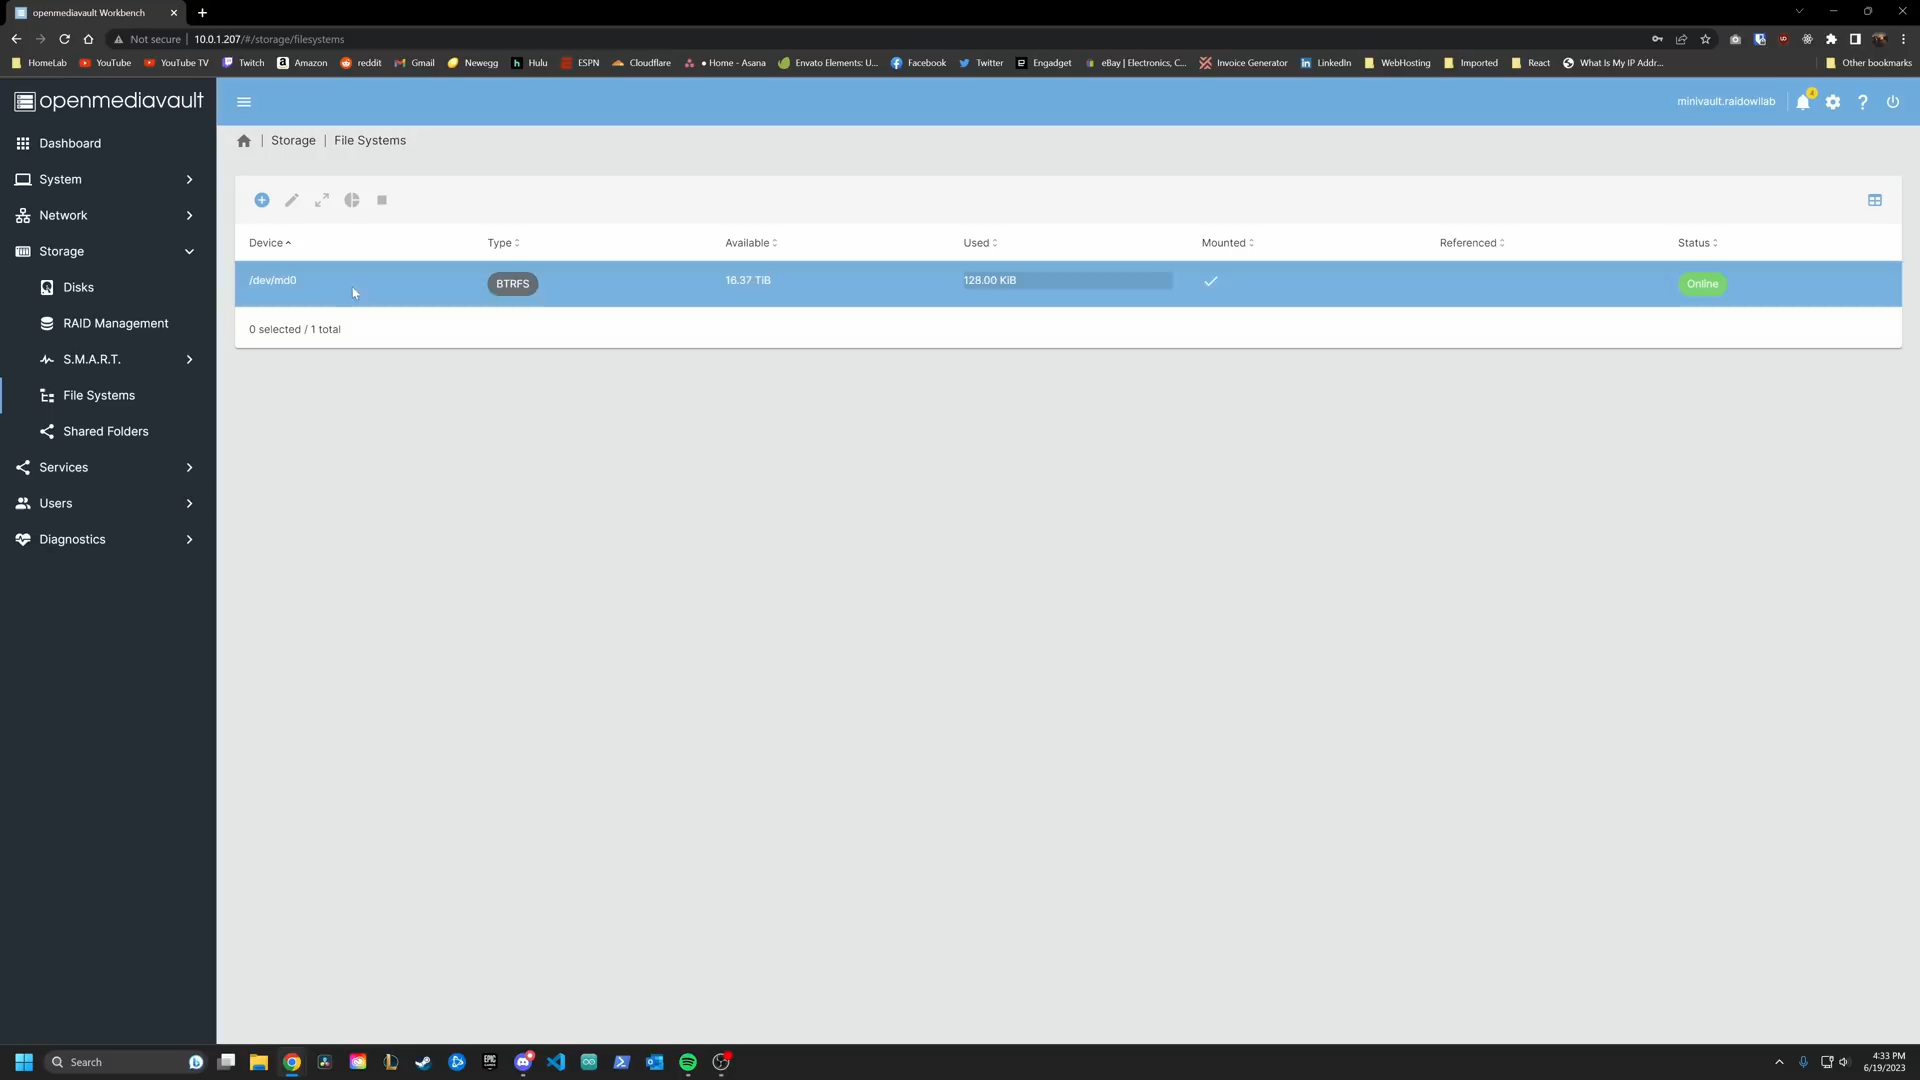 openmediavault Workbench
Not secure 10.0.1.207/#/storage/filesystems
HomeLab YouTube YouTube TV Twitch Amazon reddit Gmail Newegg Hulu ESPN Cloudflare • Home - Asana Envato Elements: U... Facebook Twitter Engadget eBay | Electronics, C... Invoice Generator LinkedIn WebHosting Imported React What Is My IP Addr... Other bookmarks
openmediavault
minivault.raidowllab 4 ?
Storage | File Systems
Dashboard
System
Network
Storage
Disks
RAID Management
S.M.A.R.T.
File Systems
Shared Folders
Services
Users
Diagnostics
Device Type Available Used Mounted Referenced Status
/dev/md0 BTRFS 16.37 TiB 128.00 KiB Online
0 selected / 1 total
Search
4:33 PM
6/19/2023